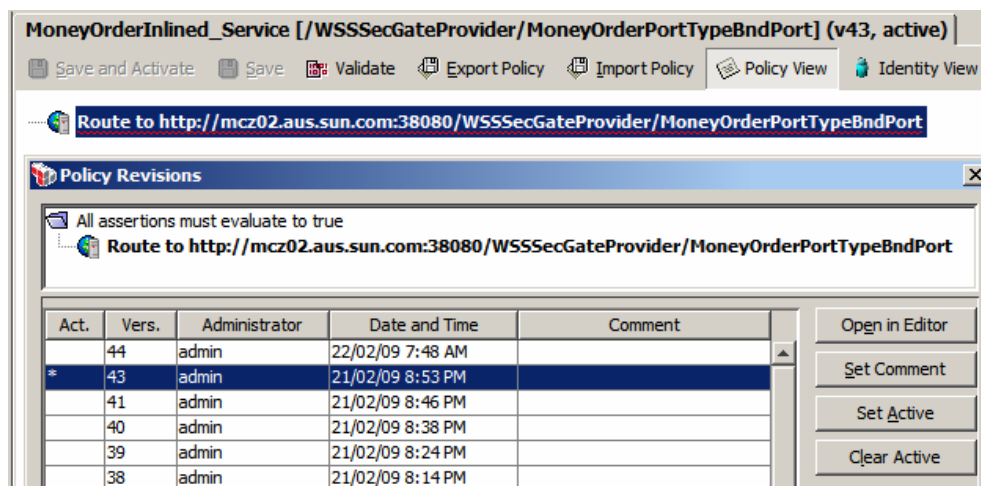 MoneyOrderInlined_Service [/WSSSecGateProvider/MoneyOrderPortTypeBndPort] (v43, active)
Save and Activate Save Validate Export Policy Import Policy Policy View Identity View
Route to http://mcz02.aus.sun.com:38080/WSSSecGateProvider/MoneyOrderPortTypeBndPort
Policy Revisions
All assertions must evaluate to true
Route to http://mcz02.aus.sun.com:38080/WSSSecGateProvider/MoneyOrderPortTypeBndPort
Act. Vers. Administrator Date and Time Comment Open in Editor
44 admin 22/02/09 7:48 AM
* 43 admin 21/02/09 8:53 PM Set Comment
41 admin 21/02/09 8:46 PM
40 admin 21/02/09 8:38 PM Set Active
39 admin 21/02/09 8:24 PM Clear Active
38 admin 21/02/09 8:14 PM